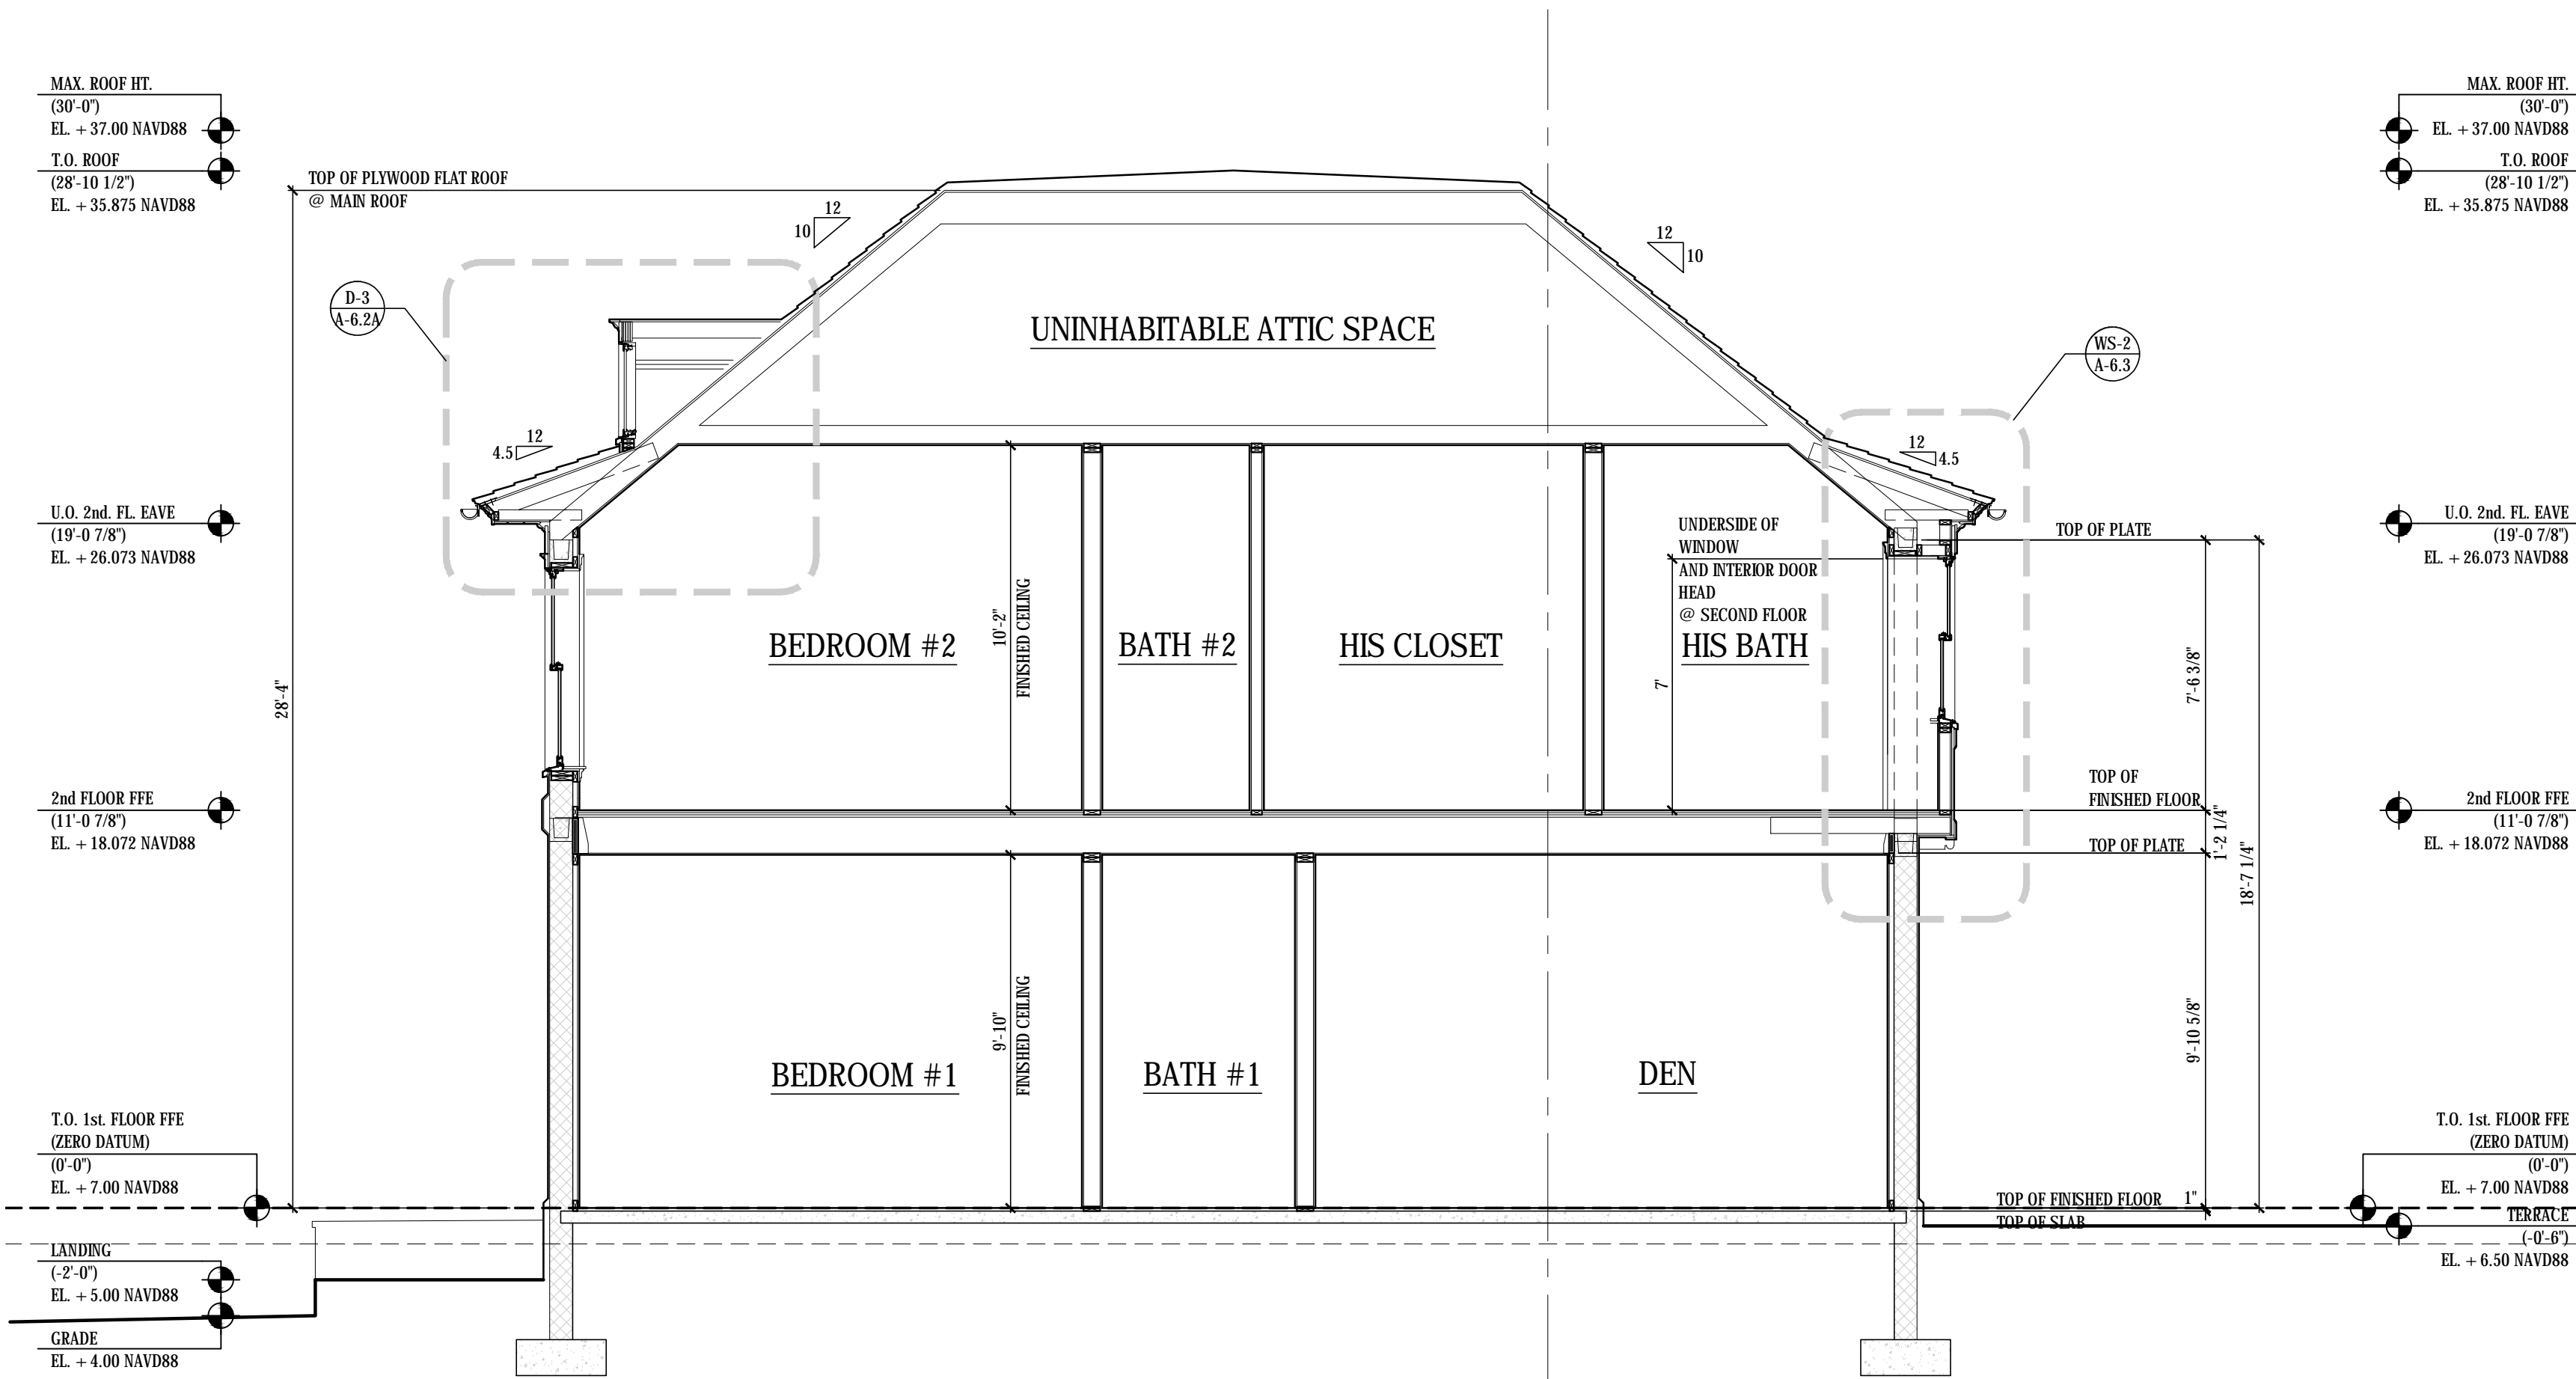 MAX. ROOF HT.
(30'-0")
EL. + 37.00 NAVD88
T.O. ROOF
(28'-10 1/2")
EL. + 35.875 NAVD88
U.O. 2nd. FL. EAVE
(19'-0 7/8")
EL. + 26.073 NAVD88
2nd FLOOR FFE
(11'-0 7/8")
EL. + 18.072 NAVD88
T.O. 1st. FLOOR FFE
(ZERO DATUM)
(0'-0")
EL. + 7.00 NAVD88
LANDING
(-2'-0")
EL. + 5.00 NAVD88
GRADE
EL. + 4.00 NAVD88
TOP OF PLYWOOD FLAT ROOF
@ MAIN ROOF
28'-4"
D-3
A-6.2A
12
10
12
4.5
12
10
12
4.5
WS-2
A-6.3
UNINHABITABLE ATTIC SPACE
BEDROOM #2
10'-2"
FINISHED CEILING
BATH #2
HIS CLOSET
UNDERSIDE OF
WINDOW
AND INTERIOR DOOR
HEAD
@ SECOND FLOOR
HIS BATH
7'
BEDROOM #1
9'-10"
FINISHED CEILING
BATH #1
DEN
TOP OF PLATE
7'-6 3/8"
TOP OF
FINISHED FLOOR
1'-2 1/4"
TOP OF PLATE
18'-7 1/4"
9'-10 5/8"
TOP OF FINISHED FLOOR
1"
TOP OF SLAB
MAX. ROOF HT.
(30'-0")
EL. + 37.00 NAVD88
T.O. ROOF
(28'-10 1/2")
EL. + 35.875 NAVD88
U.O. 2nd. FL. EAVE
(19'-0 7/8")
EL. + 26.073 NAVD88
2nd FLOOR FFE
(11'-0 7/8")
EL. + 18.072 NAVD88
T.O. 1st. FLOOR FFE
(ZERO DATUM)
(0'-0")
EL. + 7.00 NAVD88
TERRACE
(-0'-6")
EL. + 6.50 NAVD88